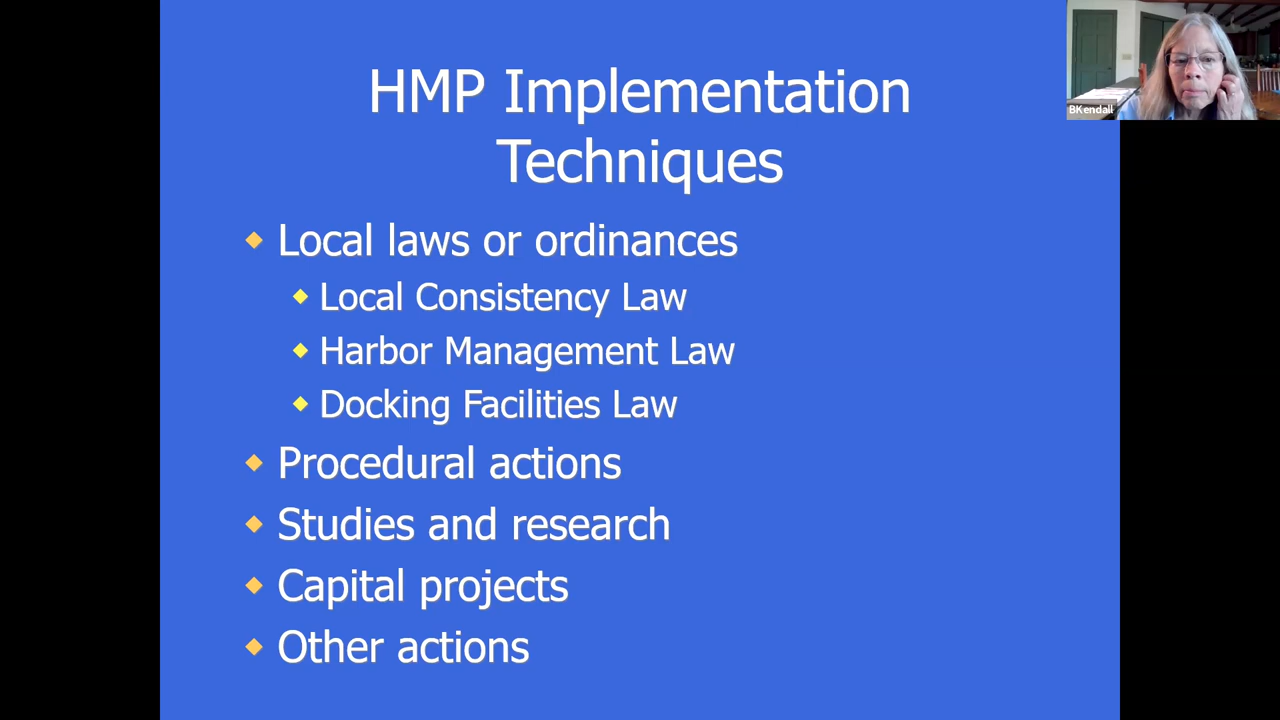 HMP Implementation
Techniques
Local laws or ordinances
Local Consistency Law
Harbor Management Law
Docking Facilities Law
Procedural actions
Studies and research
Capital projects
Other actions
BKendall